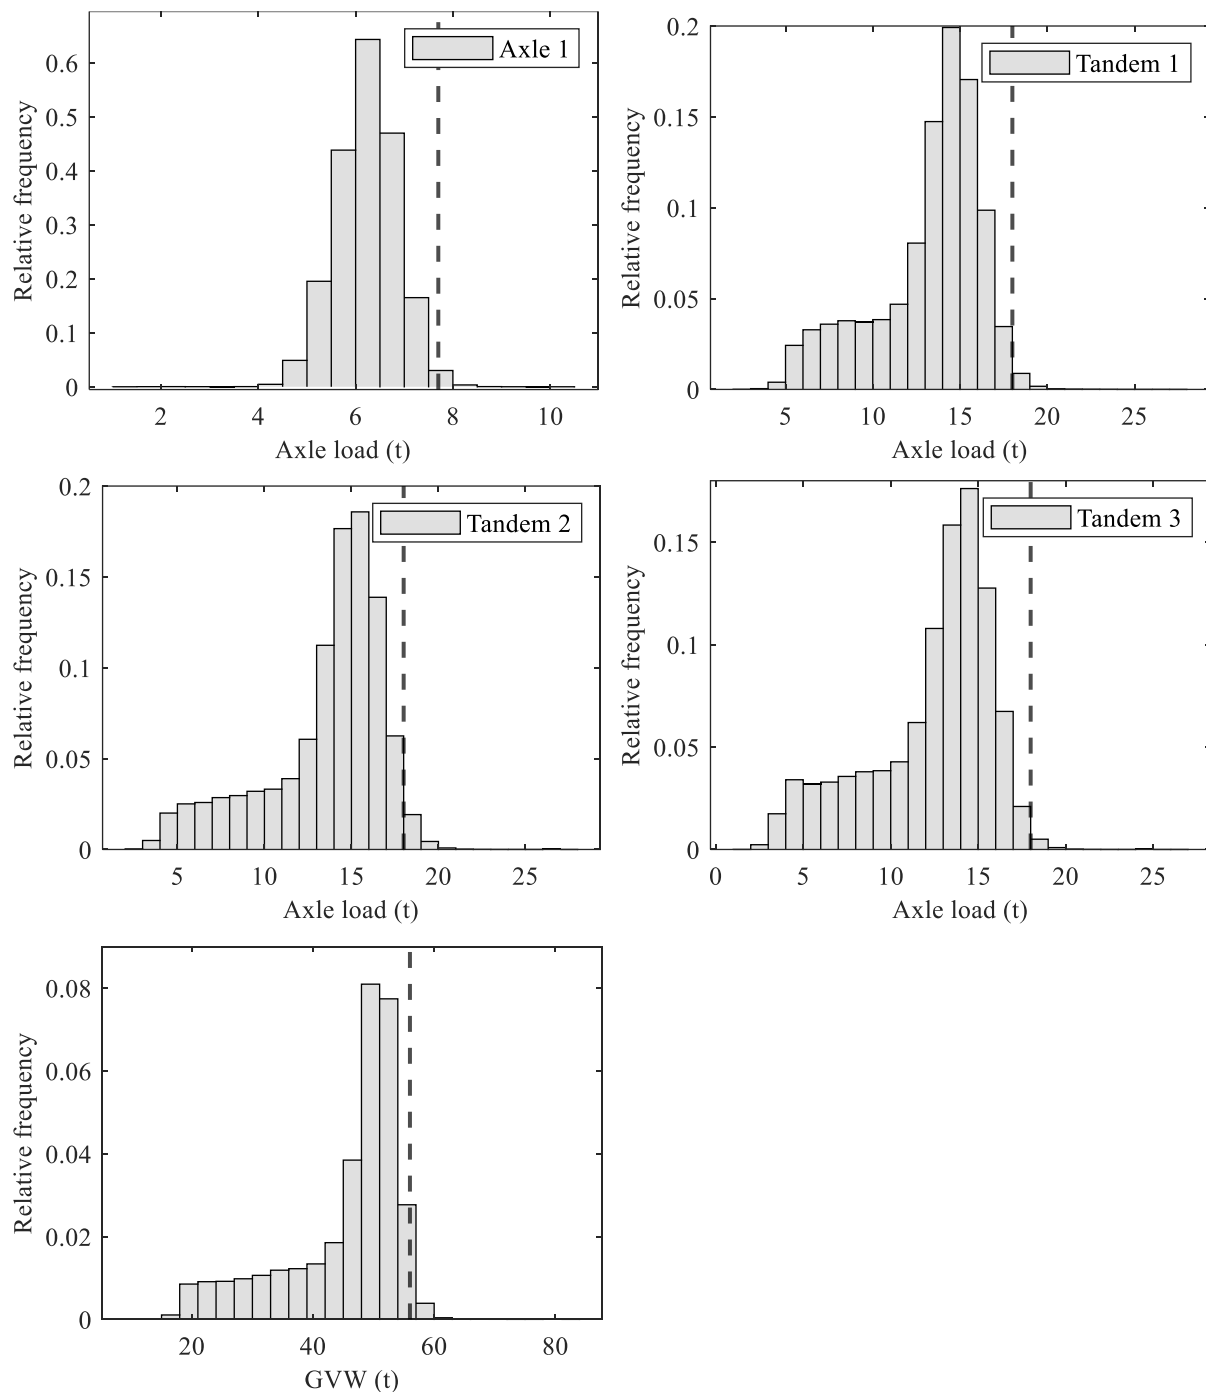 Axle 1
Relative frequency
0.6
0.5
0.4
0.3
0.2
0.1
0
2 4 6 8 10
Axle load (t)
Tandem 1
Relative frequency
0.2
0.15
0.1
0.05
0
5 10 15 20 25
Axle load (t)
Tandem 2
Relative frequency
0.2
0.15
0.1
0.05
0
5 10 15 20 25
Axle load (t)
Tandem 3
Relative frequency
0.15
0.1
0.05
0
0 5 10 15 20 25
Axle load (t)
Relative frequency
0.08
0.06
0.04
0.02
0
20 40 60 80
GVW (t)